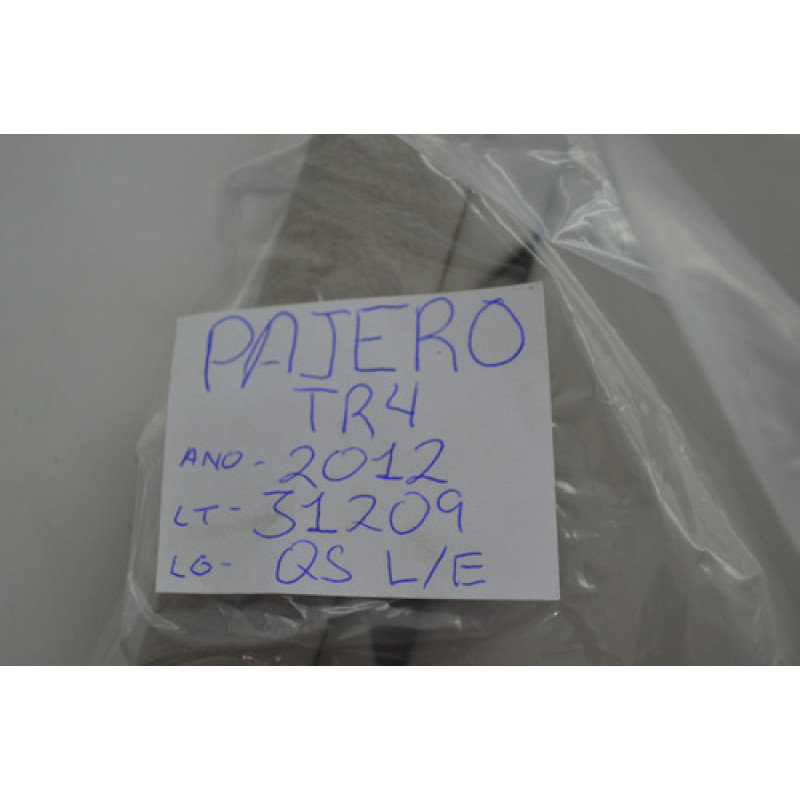 PAJERO
TR4
ANO - 2012
LT - 31209
LO - QS L/E